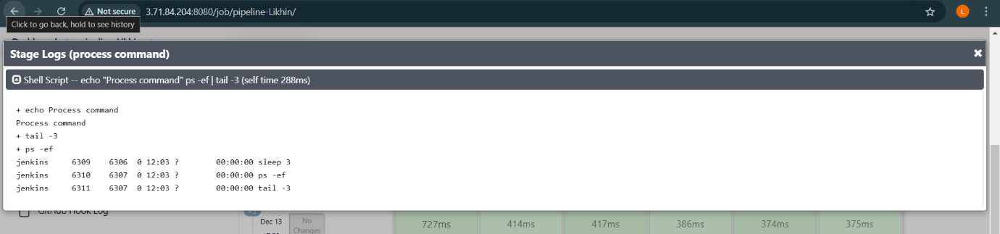 Not secure 3.71.84.204:8080/job/pipeline-Likhin/ L
Click to go back, hold to see history
Stage Logs (process command)
Shell Script -- echo "Process command" ps -ef | tail -3 (self time 288ms)
+ echo Process command
Process command
+ tail -3
+ ps -ef
jenkins 6309 6306 0 12:03 ? 00:00:00 sleep 3
jenkins 6310 6307 0 12:03 ? 00:00:00 ps -ef
jenkins 6311 6307 0 12:03 ? 00:00:00 tail -3
GitHub Hook Log
Dec 13
No
Changes
727ms 414ms 417ms 386ms 374ms 375ms